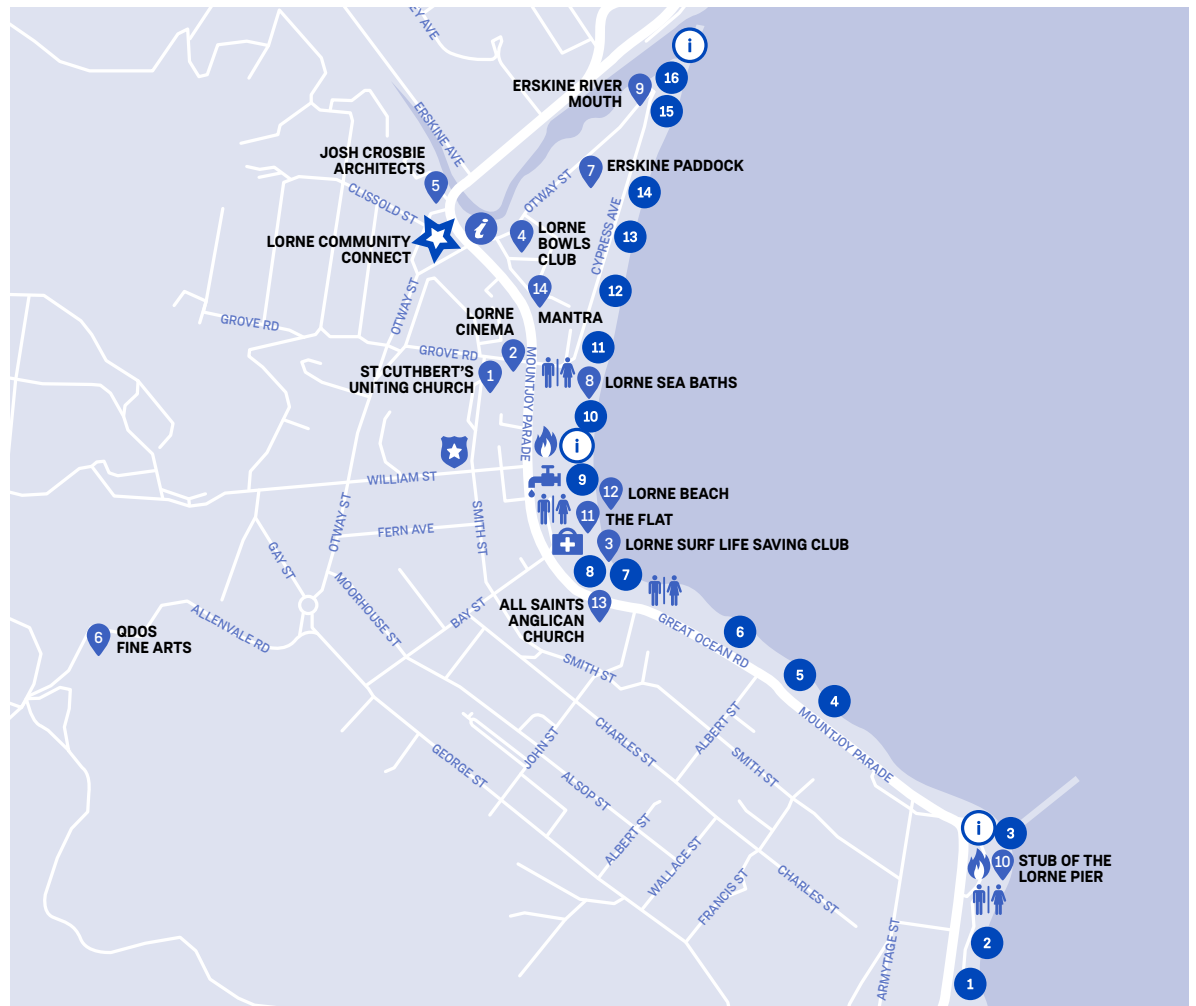 EY AVE
i
16
ERSKINE RIVER
MOUTH
9
15
ERSKINE AVE
JOSH CROSBIE
ARCHITECTS
5
7
ERSKINE PADDOCK
OTWAY ST
14
CLISSOLD ST
CYPRESS AVE
LORNE COMMUNITY
CONNECT
i
4
LORNE
BOWLS
CLUB
13
OTWAY ST
14
MANTRA
12
GROVE RD
LORNE
CINEMA
2
GROVE RD
11
MOUNTJOY PARADE
ST CUTHBERT'S
UNITING CHURCH
1
8
LORNE SEA BATHS
10
i
WILLIAM ST
9
12
LORNE BEACH
OTWAY ST
FERN AVE
SMITH ST
11
THE FLAT
3
LORNE SURF LIFE SAVING CLUB
GAY ST
8
7
MOORHOUSE ST
BAY ST
ALL SAINTS
ANGLICAN
CHURCH
13
ALLENVALE RD
6
QDOS
FINE ARTS
GREAT OCEAN RD
6
SMITH ST
5
4
MOUNTJOY PARADE
GEORGE ST
JOHN ST
CHARLES ST
ALBERT ST
SMITH ST
ALSOP ST
ALBERT ST
WALLACE ST
FRANCIS ST
CHARLES ST
i
3
10
STUB OF THE
LORNE PIER
ARMYTAGE ST
2
1